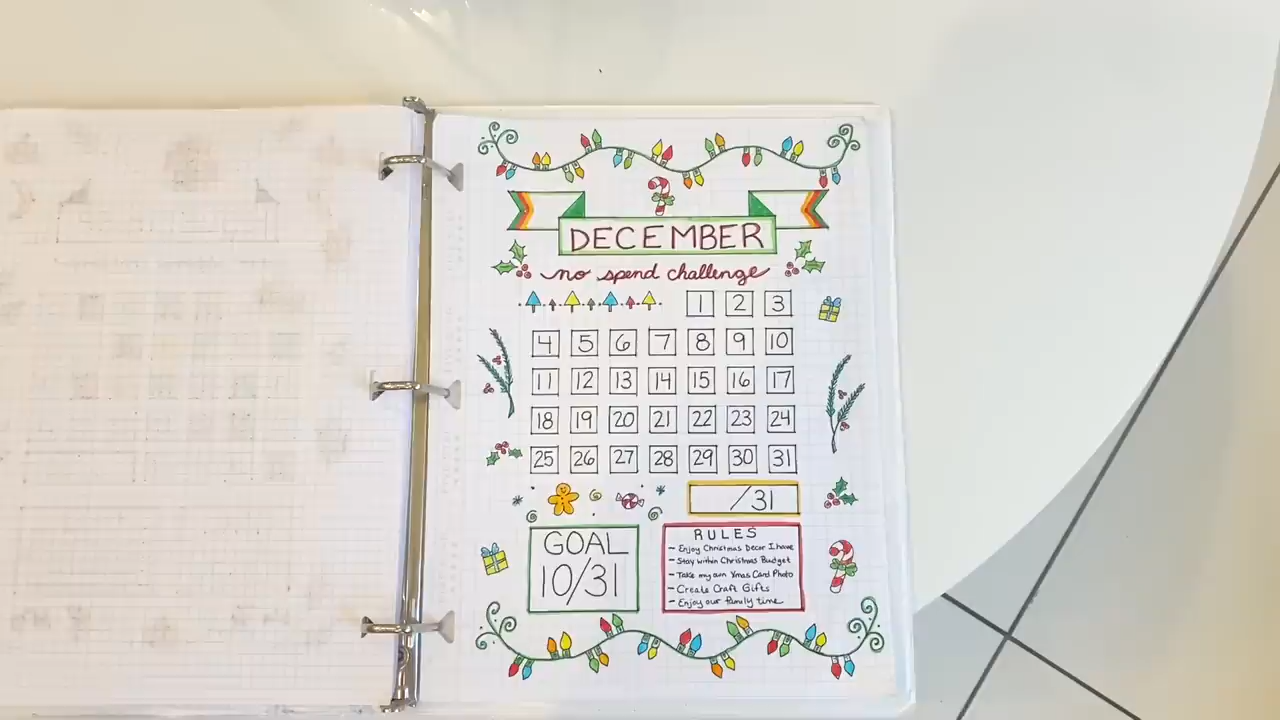 DECEMBER
no spend challenge
1 2 3
4 5 6 7 8 9 10
11 12 13 14 15 16 17
18 19 20 21 22 23 24
25 26 27 28 29 30 31
/31
GOAL
10/31
RULES
- Enjoy Christmas Decor I have
- Stay within Christmas Budget
- Take my own Xmas Card Photo
- Create Craft Gifts
- Enjoy our family time